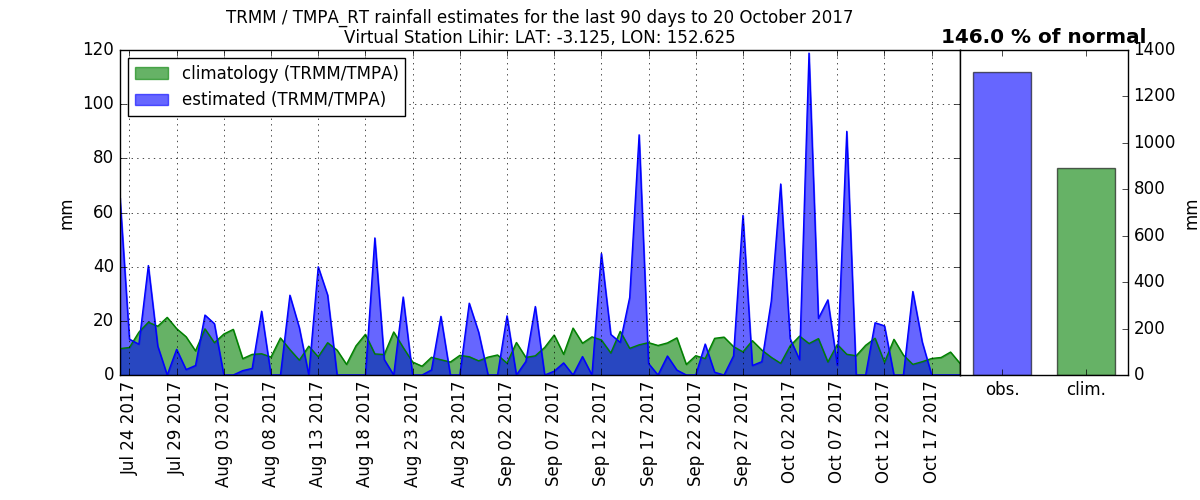 TRMM / TMPA_RT rainfall estimates for the last 90 days to 20 October 2017
Virtual Station Lihir: LAT: -3.125, LON: 152.625
146.0 % of normal
climatology (TRMM/TMPA)
estimated (TRMM/TMPA)
mm
120
100
80
60
40
20
0
Jul 24 2017
Jul 29 2017
Aug 03 2017
Aug 08 2017
Aug 13 2017
Aug 18 2017
Aug 23 2017
Aug 28 2017
Sep 02 2017
Sep 07 2017
Sep 12 2017
Sep 17 2017
Sep 22 2017
Sep 27 2017
Oct 02 2017
Oct 07 2017
Oct 12 2017
Oct 17 2017
obs.
clim.
1400
1200
1000
800
600
400
200
0
mm